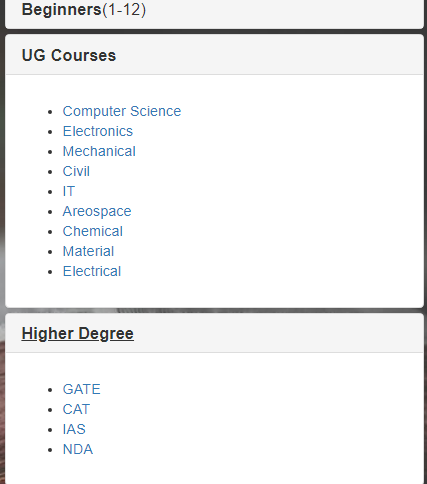 Beginners(1-12)
UG Courses
Computer Science
Electronics
Mechanical
Civil
IT
Areospace
Chemical
Material
Electrical
Higher Degree
GATE
CAT
IAS
NDA